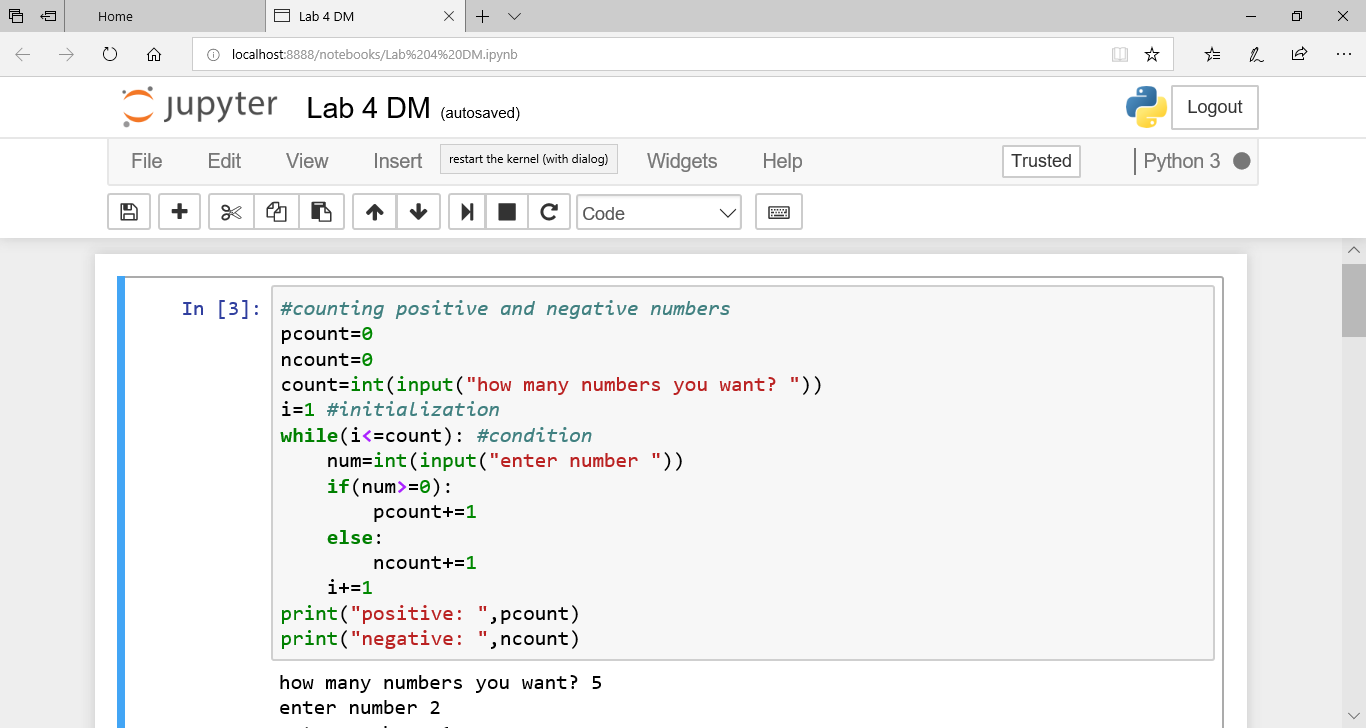 Home
Lab 4 DM
localhost:8888/notebooks/Lab%204%20DM.ipynb
jupyter Lab 4 DM (autosaved)
Logout
File Edit View Insert restart the kernel (with dialog) Widgets Help Trusted Python 3
Code
In [3]: #counting positive and negative numbers
pcount=0
ncount=0
count=int(input("how many numbers you want? "))
i=1 #initialization
while(i<=count): #condition
    num=int(input("enter number "))
    if(num>=0):
        pcount+=1
    else:
        ncount+=1
    i+=1
print("positive: ",pcount)
print("negative: ",ncount)
how many numbers you want? 5
enter number 2